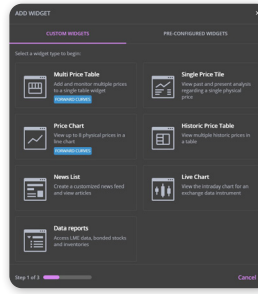 ADD WIDGET
CUSTOM WIDGETS
PRE-CONFIGURED WIDGETS
Select a widget type to begin:
Multi Price Table
Add and monitor multiple prices
to a single table widget
FORWARD CURVES
Single Price Tile
View past and present analysis
regarding a single physical
price
Price Chart
View up to 8 physical prices in a
line chart
FORWARD CURVES
Historic Price Table
View multiple historic prices in
a table
News List
Create a customized news feed
and view articles
Live Chart
View the intraday chart for an
exchange data instrument
Data reports
Access LME data, bonded stocks
and inventories
Step 1 of 3
Cancel